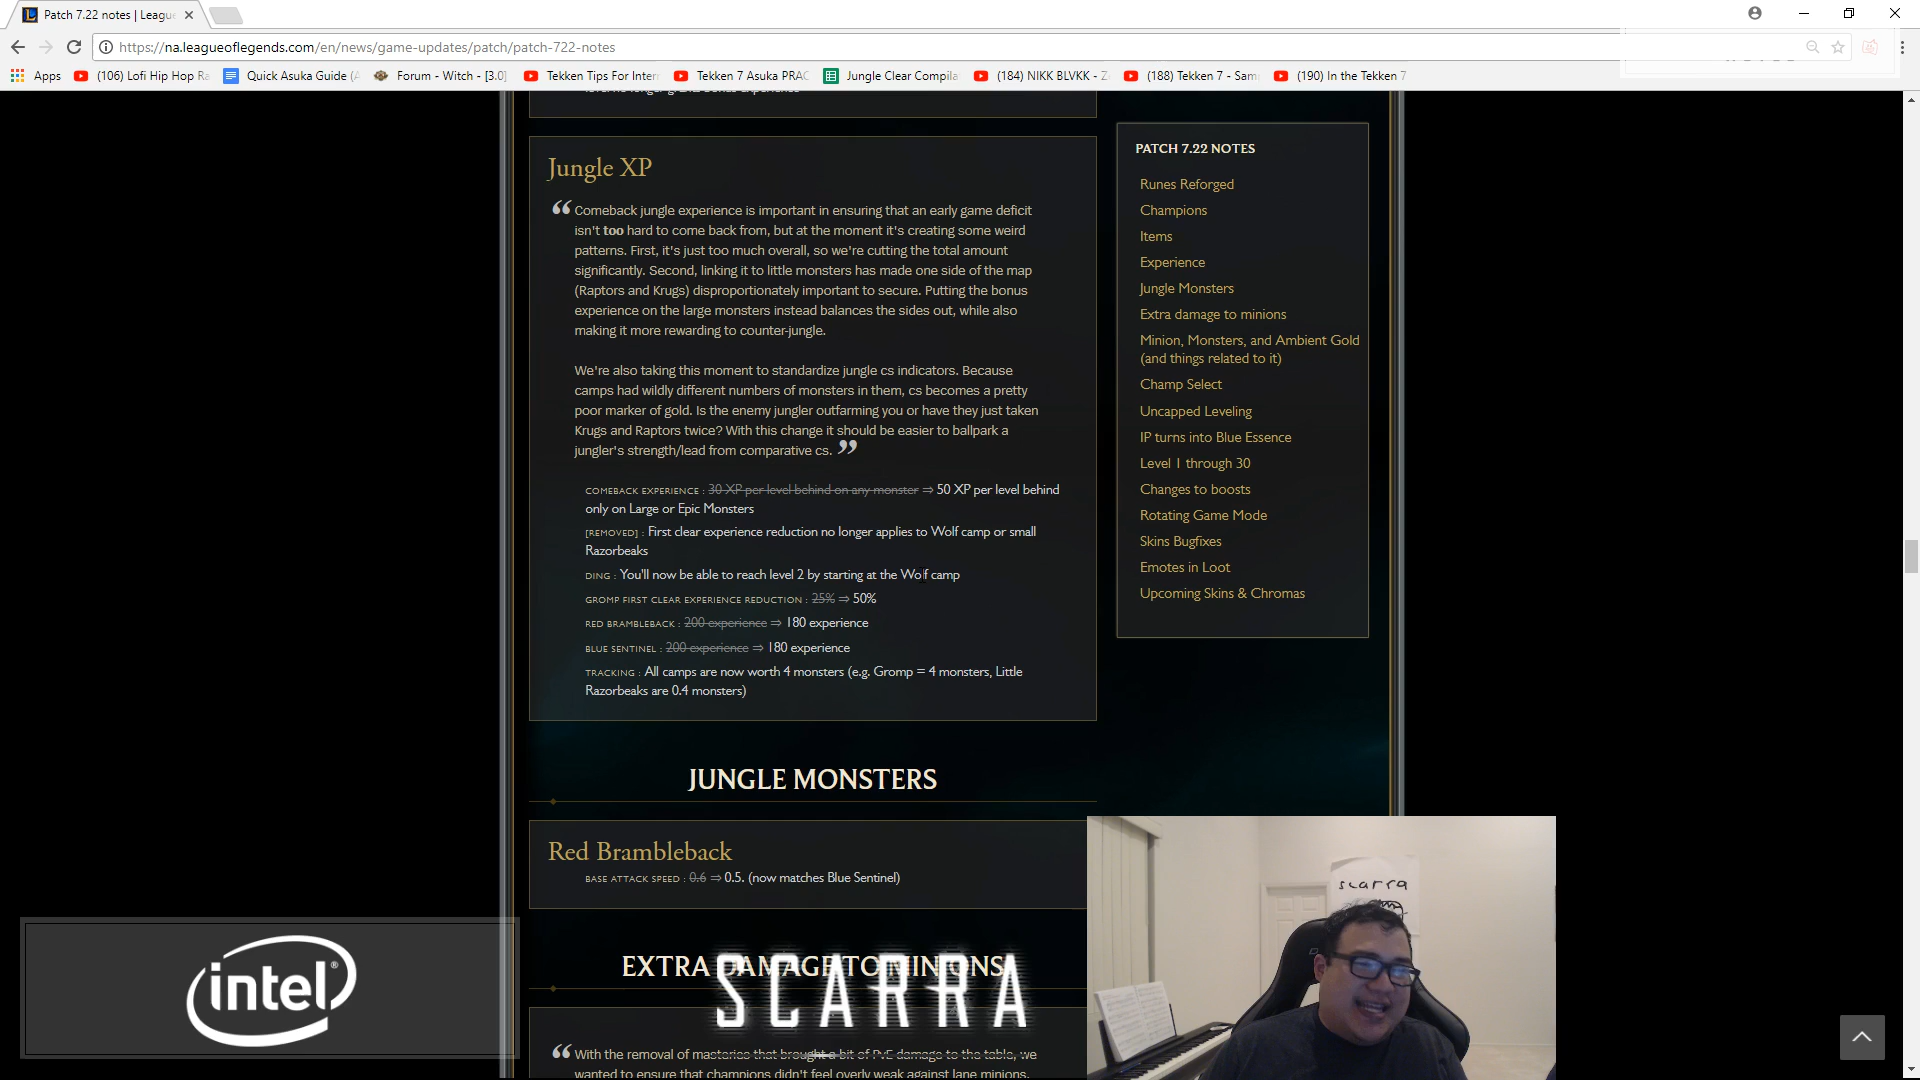 Patch 7.22 notes | Leagu
https://na.leagueoflegends.com/en/news/game-updates/patch/patch-722-notes
Apps
(106) Lofi Hip Hop Ra
Quick Asuka Guide (A
Forum - Witch - [3.0]
Tekken Tips For Inter
Tekken 7 Asuka PRAC
Jungle Clear Compila
(184) NIKK BLVKK - Z
(188) Tekken 7 - Sam
(190) In the Tekken 7
Jungle XP
“ Comeback jungle experience is important in ensuring that an early game deficit
isn't too hard to come back from, but at the moment it's creating some weird
patterns. First, it's just too much overall, so we're cutting the total amount
significantly. Second, linking it to little monsters has made one side of the map
(Raptors and Krugs) disproportionately important to secure. Putting the bonus
experience on the large monsters instead balances the sides out, while also
making it more rewarding to counter-jungle.
We're also taking this moment to standardize jungle cs indicators. Because
camps had wildly different numbers of monsters in them, cs becomes a pretty
poor marker of gold. Is the enemy jungler outfarming you or have they just taken
Krugs and Raptors twice? With this change it should be easier to ballpark a
jungler's strength/lead from comparative cs. ”
COMEBACK EXPERIENCE : 30 XP per level behind on any monster ⇒ 50 XP per level behind
only on Large or Epic Monsters
[REMOVED] : First clear experience reduction no longer applies to Wolf camp or small
Razorbeaks
DING : You'll now be able to reach level 2 by starting at the Wolf camp
GROMP FIRST CLEAR EXPERIENCE REDUCTION : 25% ⇒ 50%
RED BRAMBLEBACK : 200 experience ⇒ 180 experience
BLUE SENTINEL : 200 experience ⇒ 180 experience
TRACKING : All camps are now worth 4 monsters (e.g. Gromp = 4 monsters, Little
Razorbeaks are 0.4 monsters)
JUNGLE MONSTERS
Red Brambleback
BASE ATTACK SPEED : 0.6 ⇒ 0.5. (now matches Blue Sentinel)
EXTRA DAMAGE TO MINIONS
“ With the removal of masteries that brought a bit of PvE damage to the table, we
wanted to ensure that champions didn't feel overly weak against lane minions.
PATCH 7.22 NOTES
Runes Reforged
Champions
Items
Experience
Jungle Monsters
Extra damage to minions
Minion, Monsters, and Ambient Gold
(and things related to it)
Champ Select
Uncapped Leveling
IP turns into Blue Essence
Level 1 through 30
Changes to boosts
Rotating Game Mode
Skins Bugfixes
Emotes in Loot
Upcoming Skins & Chromas
intel®
SCARRA
scarra